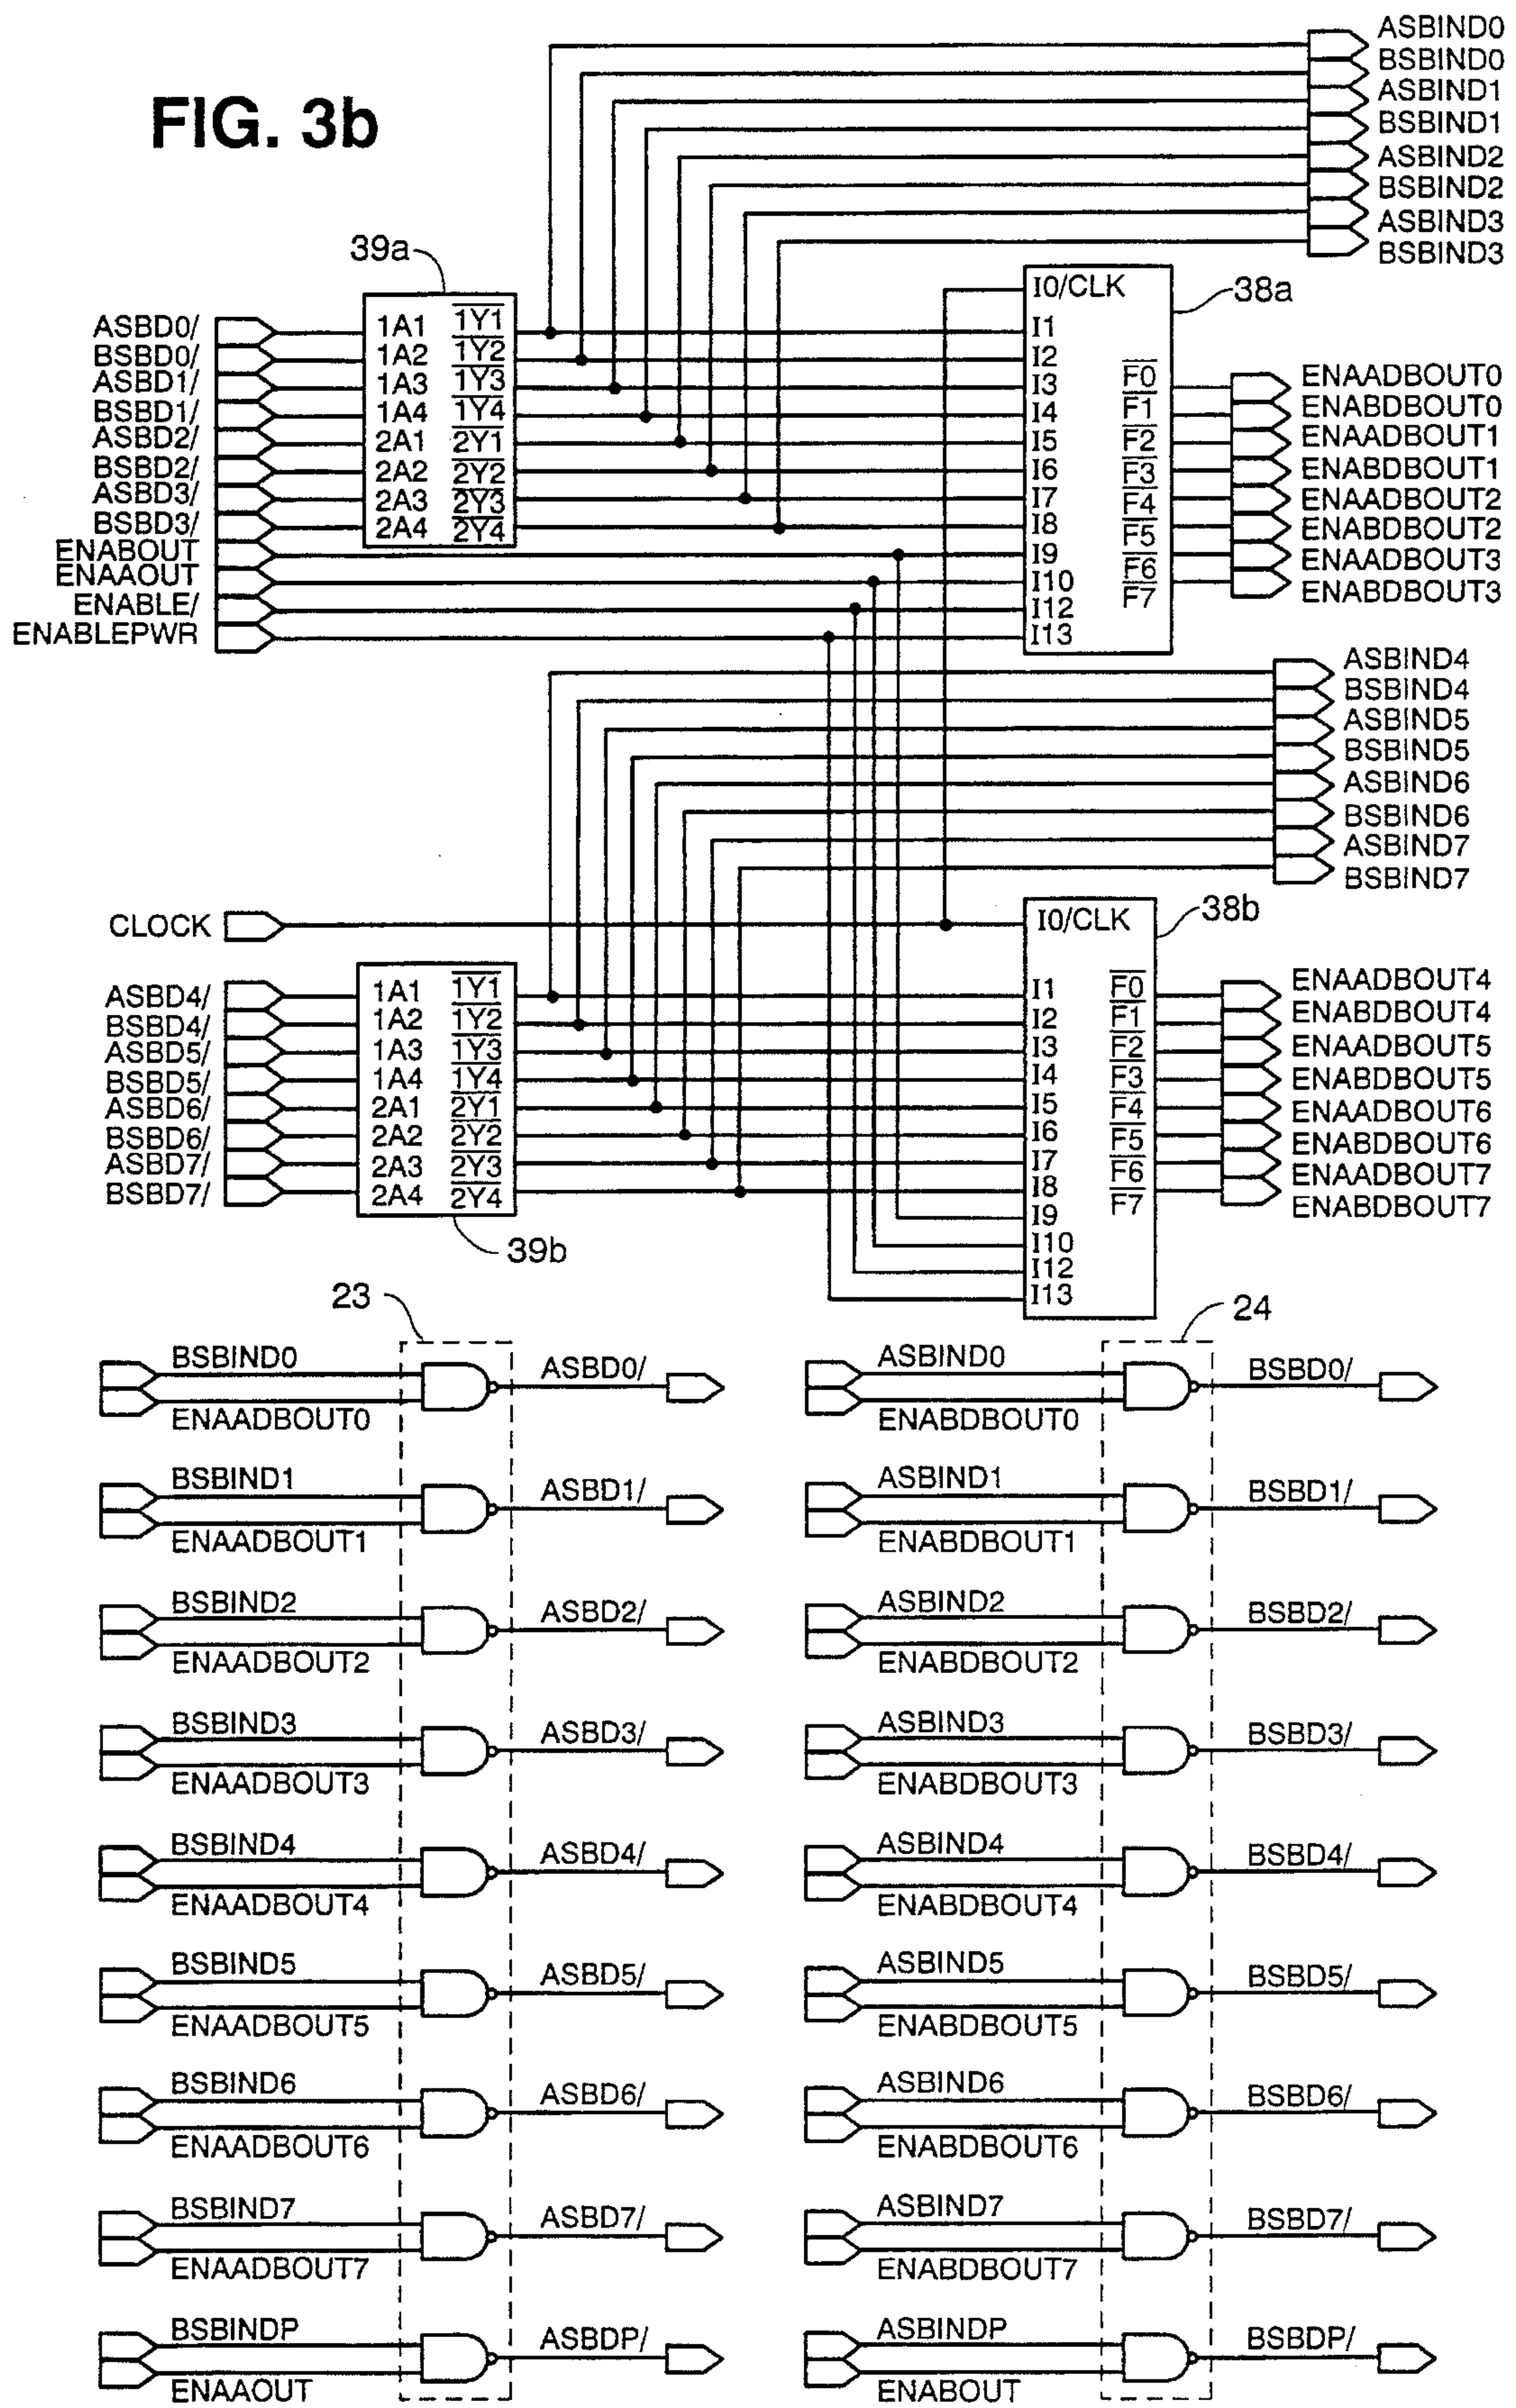 FIG. 3b
ASBIND0
BSBIND0
ASBIND1
BSBIND1
ASBIND2
BSBIND2
ASBIND3
BSBIND3
39a
38a
ASBD0/
BSBD0/
ASBD1/
BSBD1/
ASBD2/
BSBD2/
ASBD3/
BSBD3/
ENABOUT
ENAAOUT
ENABLE/
ENABLEPWR
1A1 1Y1
1A2 1Y2
1A3 1Y3
1A4 1Y4
2A1 2Y1
2A2 2Y2
2A3 2Y3
2A4 2Y4
I0/CLK
I1
I2
I3
I4
I5
I6
I7
I8
I9
I10
I12
I13
F0
F1
F2
F3
F4
F5
F6
F7
ENAADBOUT0
ENABDBOUT0
ENAADBOUT1
ENABDBOUT1
ENAADBOUT2
ENABDBOUT2
ENAADBOUT3
ENABDBOUT3
ASBIND4
BSBIND4
ASBIND5
BSBIND5
ASBIND6
BSBIND6
ASBIND7
BSBIND7
CLOCK
38b
ASBD4/
BSBD4/
ASBD5/
BSBD5/
ASBD6/
BSBD6/
ASBD7/
BSBD7/
1A1 1Y1
1A2 1Y2
1A3 1Y3
1A4 1Y4
2A1 2Y1
2A2 2Y2
2A3 2Y3
2A4 2Y4
39b
I0/CLK
I1
I2
I3
I4
I5
I6
I7
I8
I9
I10
I12
I13
F0
F1
F2
F3
F4
F5
F6
F7
ENAADBOUT4
ENABDBOUT4
ENAADBOUT5
ENABDBOUT5
ENAADBOUT6
ENABDBOUT6
ENAADBOUT7
ENABDBOUT7
23
24
BSBIND0 ASBD0/
ENAADBOUT0
ASBIND0 BSBD0/
ENABDBOUT0
BSBIND1 ASBD1/
ENAADBOUT1
ASBIND1 BSBD1/
ENABDBOUT1
BSBIND2 ASBD2/
ENAADBOUT2
ASBIND2 BSBD2/
ENABDBOUT2
BSBIND3 ASBD3/
ENAADBOUT3
ASBIND3 BSBD3/
ENABDBOUT3
BSBIND4 ASBD4/
ENAADBOUT4
ASBIND4 BSBD4/
ENABDBOUT4
BSBIND5 ASBD5/
ENAADBOUT5
ASBIND5 BSBD5/
ENABDBOUT5
BSBIND6 ASBD6/
ENAADBOUT6
ASBIND6 BSBD6/
ENABDBOUT6
BSBIND7 ASBD7/
ENAADBOUT7
ASBIND7 BSBD7/
ENABDBOUT7
BSBINDP ASBDP/
ENAAOUT
ASBINDP BSBDP/
ENABOUT